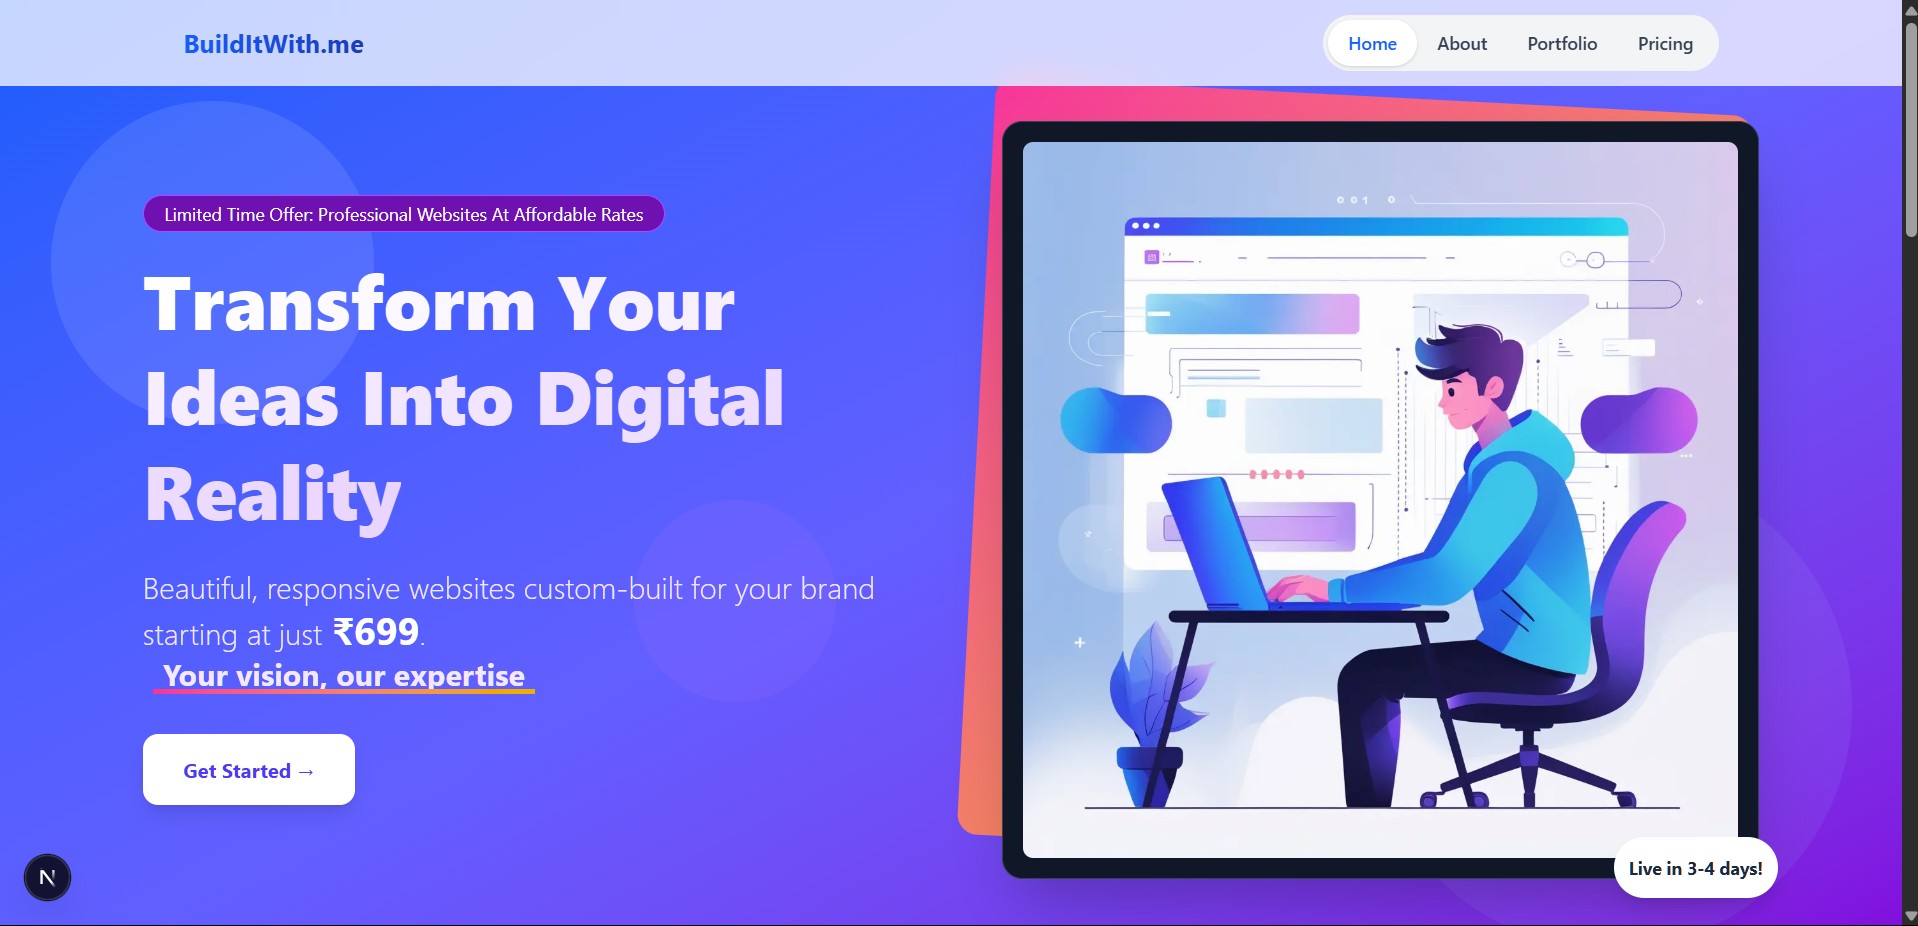 BuildItWith.me
Home About Portfolio Pricing
Limited Time Offer: Professional Websites At Affordable Rates
Transform Your
Ideas Into Digital
Reality
Beautiful, responsive websites custom-built for your brand
starting at just ₹699.
Your vision, our expertise
Get Started →
001 0
N
Live in 3-4 days!